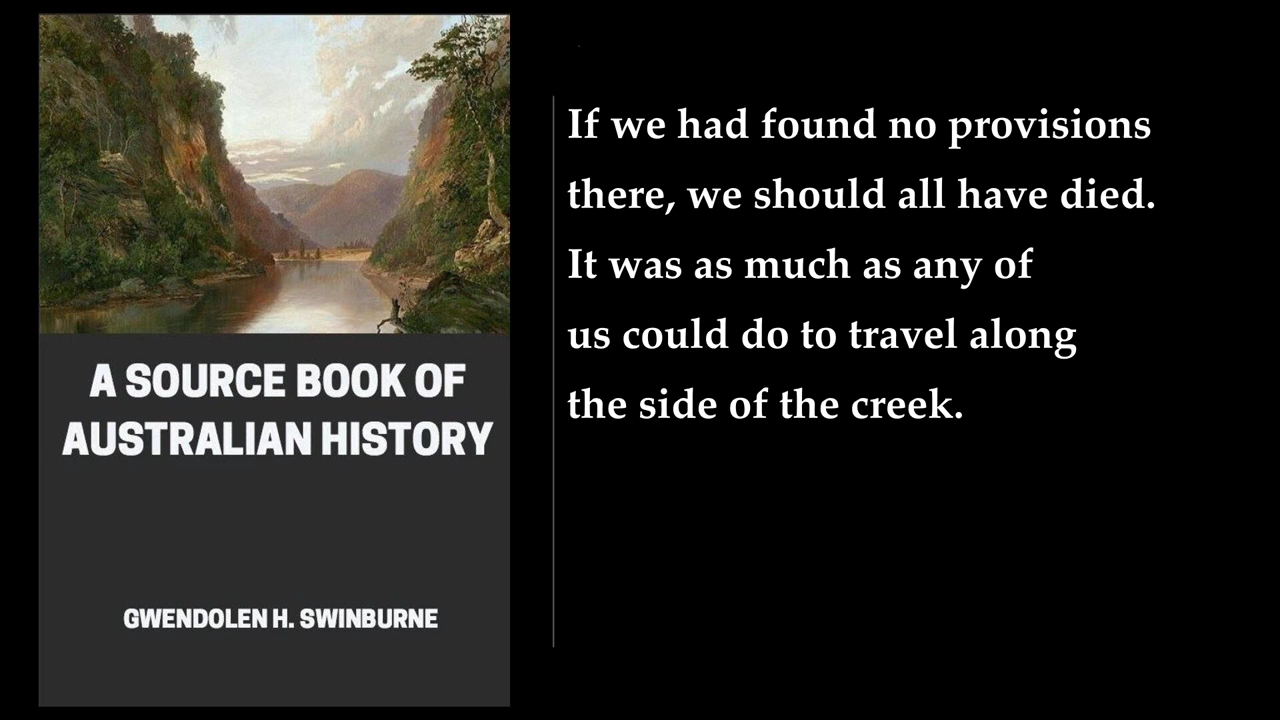 A SOURCE BOOK OF
AUSTRALIAN HISTORY
GWENDOLEN H. SWINBURNE
If we had found no provisions
there, we should all have died.
It was as much as any of
us could do to travel along
the side of the creek.